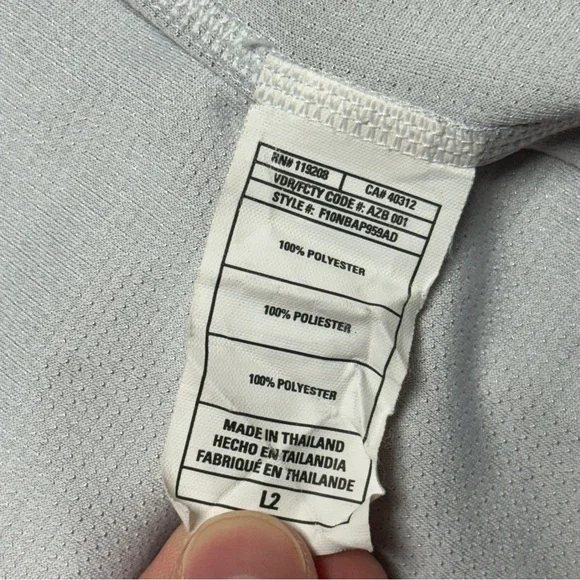 RN# 119208 CA# 40312
VDR/FCTY CODE #: AZB 001
STYLE #: F10NBAP959AD
100% POLYESTER
100% POLIESTER
100% POLYESTER
MADE IN THAILAND
HECHO EN TAILANDIA
FABRIQUÉ EN THAILANDE
L2